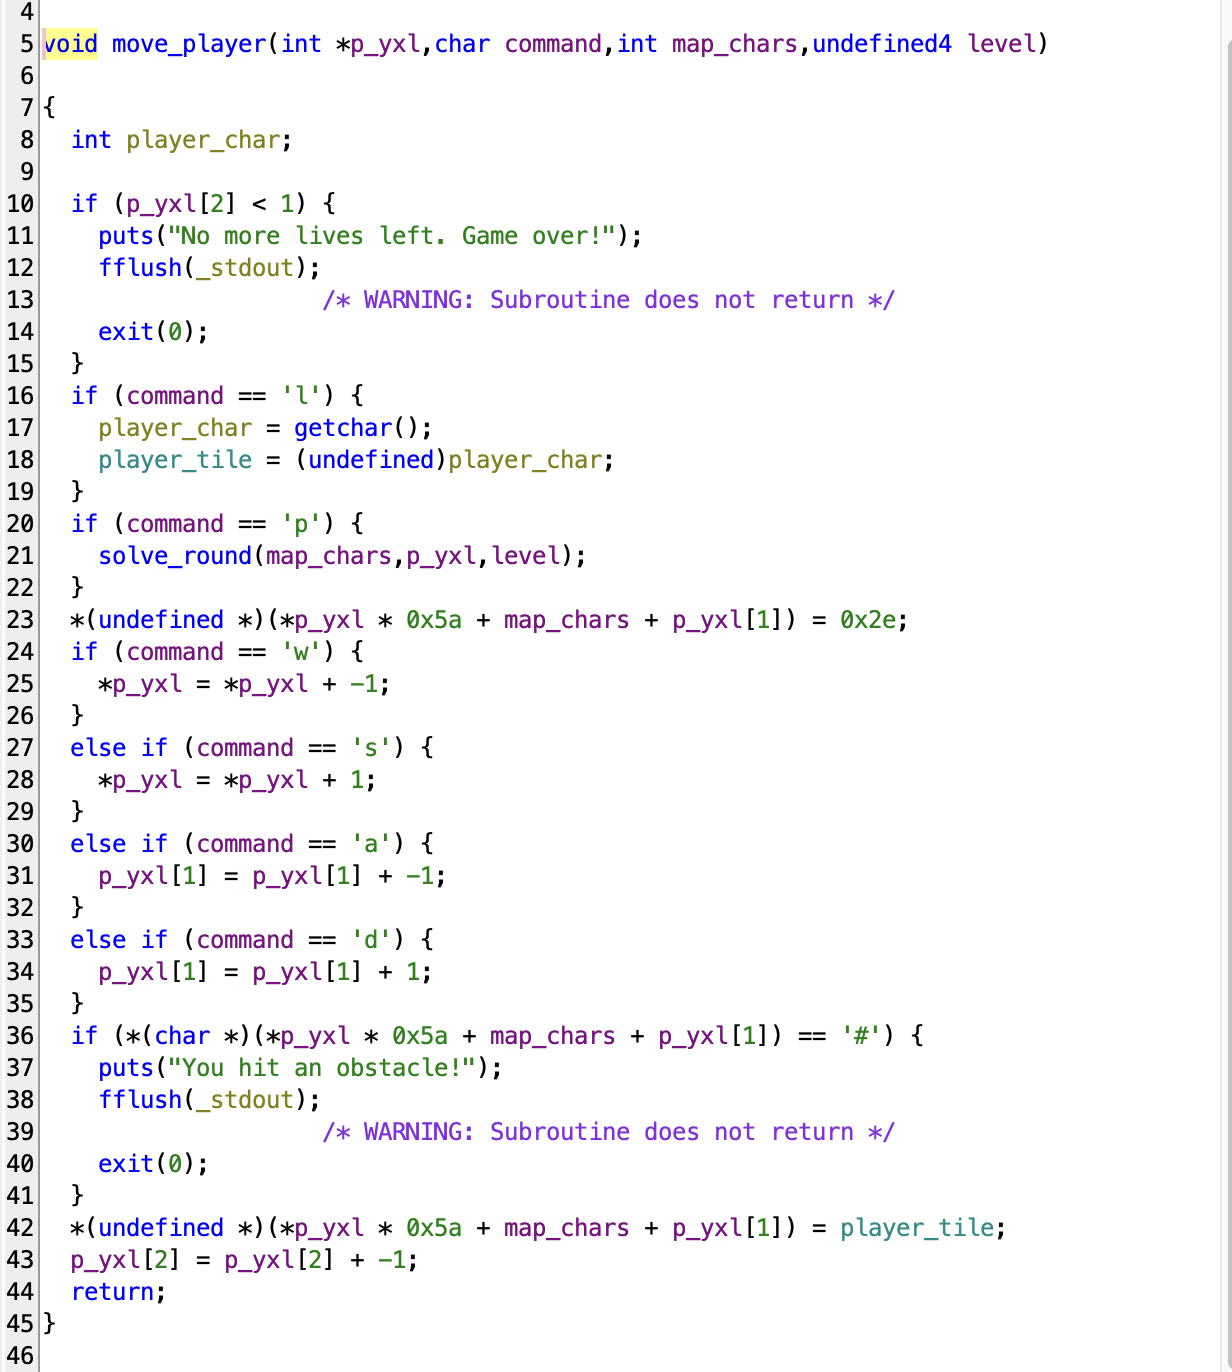 4
5 void move_player(int *p_yxl,char command,int map_chars,undefined4 level)
6
7 {
8   int player_char;
9
10   if (p_yxl[2] < 1) {
11     puts("No more lives left. Game over!");
12     fflush(_stdout);
13                     /* WARNING: Subroutine does not return */
14     exit(0);
15   }
16   if (command == 'l') {
17     player_char = getchar();
18     player_tile = (undefined)player_char;
19   }
20   if (command == 'p') {
21     solve_round(map_chars,p_yxl,level);
22   }
23   *(undefined *)(*p_yxl * 0x5a + map_chars + p_yxl[1]) = 0x2e;
24   if (command == 'w') {
25     *p_yxl = *p_yxl + -1;
26   }
27   else if (command == 's') {
28     *p_yxl = *p_yxl + 1;
29   }
30   else if (command == 'a') {
31     p_yxl[1] = p_yxl[1] + -1;
32   }
33   else if (command == 'd') {
34     p_yxl[1] = p_yxl[1] + 1;
35   }
36   if (*(char *)(*p_yxl * 0x5a + map_chars + p_yxl[1]) == '#') {
37     puts("You hit an obstacle!");
38     fflush(_stdout);
39                     /* WARNING: Subroutine does not return */
40     exit(0);
41   }
42   *(undefined *)(*p_yxl * 0x5a + map_chars + p_yxl[1]) = player_tile;
43   p_yxl[2] = p_yxl[2] + -1;
44   return;
45 }
46